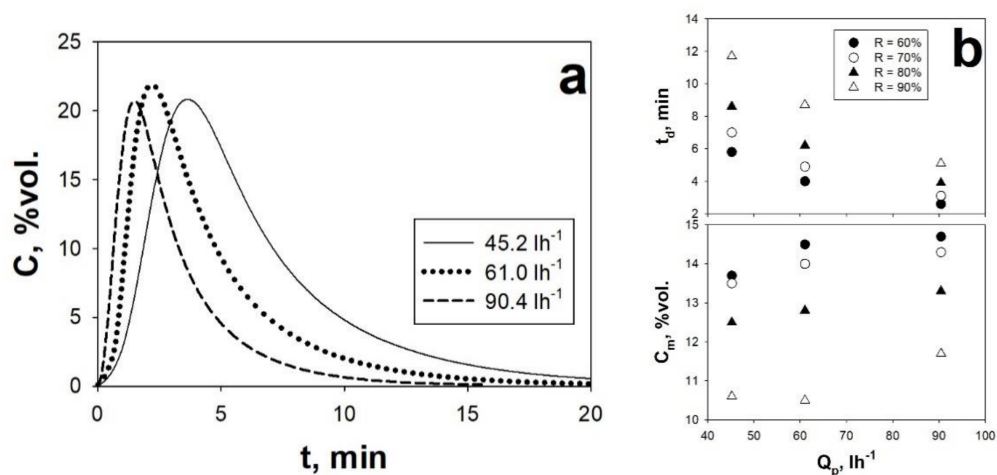 a
25
20
15
10
5
0
C, %vol.
45.2 lh⁻¹
61.0 lh⁻¹
90.4 lh⁻¹
0 5 10 15 20
t, min
b
14
12
10
8
6
4
2
t_d, min
R = 60%
R = 70%
R = 80%
R = 90%
15
14
13
12
11
10
C_m, %vol.
40 50 60 70 80 90 100
Q_p, lh⁻¹